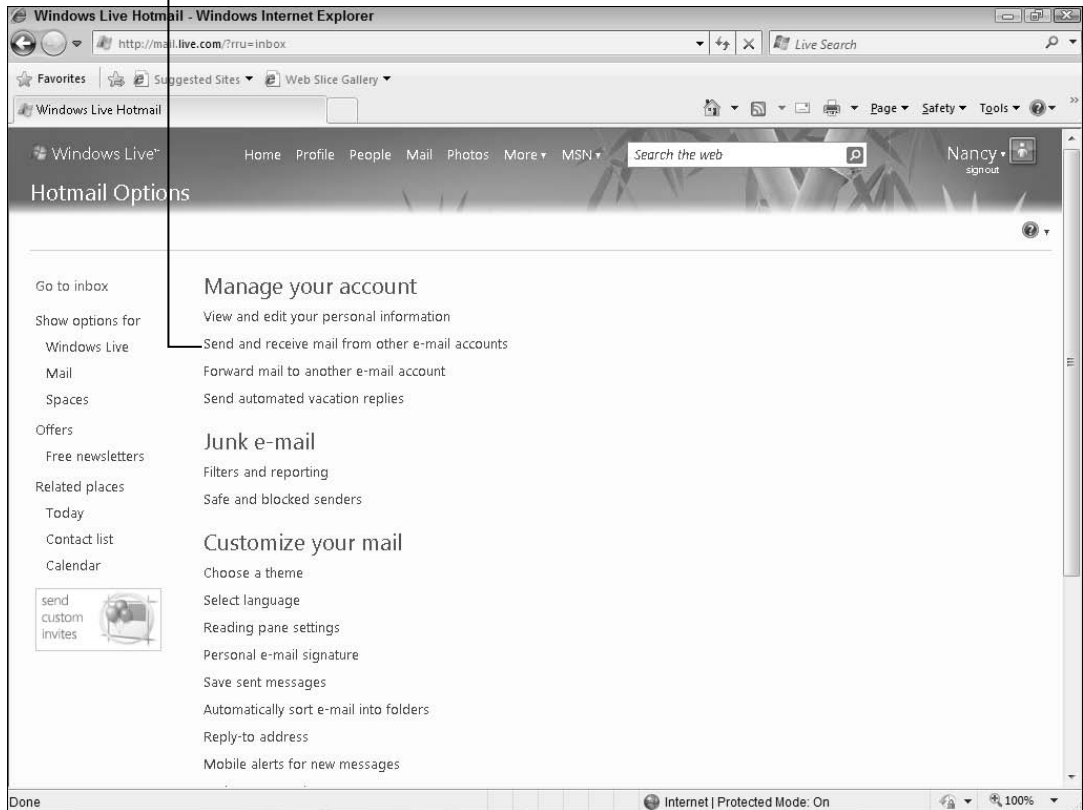 Windows Live Hotmail - Windows Internet Explorer
http://mail.live.com/?rru=inbox
Live Search
Favorites Suggested Sites Web Slice Gallery
Windows Live Hotmail
Page Safety Tools
Windows Live™ Home Profile People Mail Photos More MSN Search the web Nancy
sign out
Hotmail Options
Go to inbox
Show options for
Windows Live
Mail
Spaces
Offers
Free newsletters
Related places
Today
Contact list
Calendar
send
custom
invites
Manage your account
View and edit your personal information
Send and receive mail from other e-mail accounts
Forward mail to another e-mail account
Send automated vacation replies
Junk e-mail
Filters and reporting
Safe and blocked senders
Customize your mail
Choose a theme
Select language
Reading pane settings
Personal e-mail signature
Save sent messages
Automatically sort e-mail into folders
Reply-to address
Mobile alerts for new messages
Done Internet | Protected Mode: On 100%